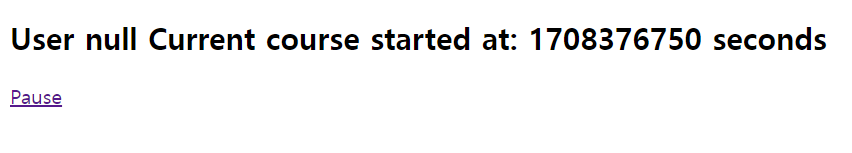 User null Current course started at: 1708376750 seconds
Pause